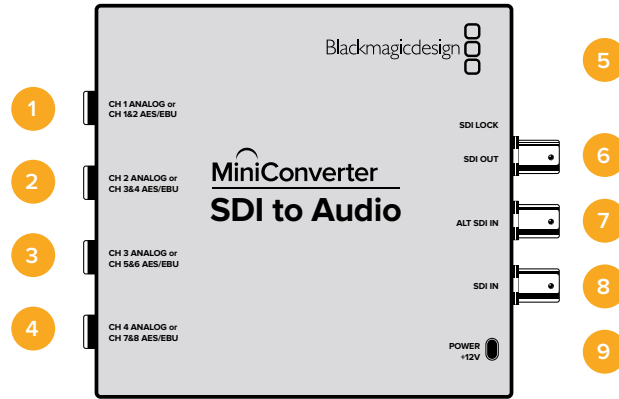 Blackmagicdesign
1
CH 1 ANALOG or
CH 1&2 AES/EBU
5
SDI LOCK
2
CH 2 ANALOG or
CH 3&4 AES/EBU
SDI OUT
6
MiniConverter
SDI to Audio
ALT SDI IN
7
3
CH 3 ANALOG or
CH 5&6 AES/EBU
SDI IN
8
4
CH 4 ANALOG or
CH 7&8 AES/EBU
POWER
+12V
9